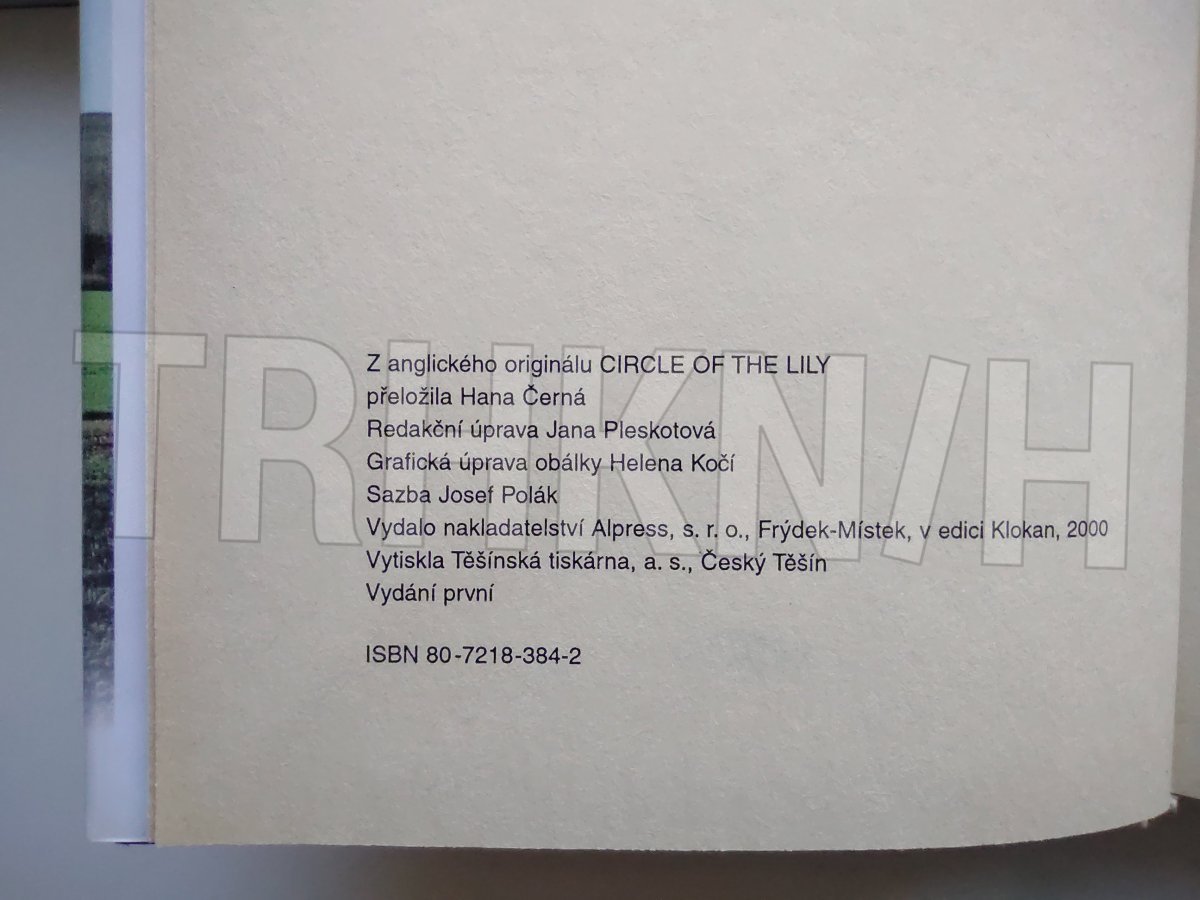 Z anglického originálu CIRCLE OF THE LILY
přeložila Hana Černá
Redakční úprava Jana Pleskotová
Grafická úprava obálky Helena Kočí
Sazba Josef Polák
Vydalo nakladatelství Alpress, s. r. o., Frýdek-Místek, v edici Klokan, 2000
Vytiskla Těšínská tiskárna, a. s., Český Těšín
Vydání první
ISBN 80-7218-384-2
TRHKN/H